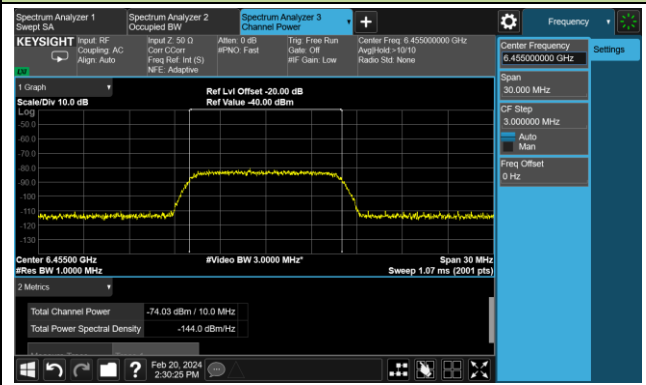 Spectrum Analyzer 1
Swept SA
Spectrum Analyzer 2
Occupied BW
Spectrum Analyzer 3
Channel Power
Frequency
KEYSIGHT
Input: RF
Coupling: AC
Align: Auto
Input Z: 50 Ω
Corr CCorr
Freq Ref: Int (S)
NFE: Adaptive
Atten: 0 dB
#PNO: Fast
Trig: Free Run
Gate: Off
#IF Gain: Low
Center Freq: 6.455000000 GHz
Avg|Hold:>10/10
Radio Std: None
Center Frequency
6.455000000 GHz
Settings
Span
30.000 MHz
CF Step
3.000000 MHz
Auto
Man
Freq Offset
0 Hz
1 Graph
Scale/Div 10.0 dB
Ref Lvl Offset -20.00 dB
Ref Value -40.00 dBm
Log
-50.0
-60.0
-70.0
-80.0
-90.0
-100
-110
-120
-130
Center 6.45500 GHz
#Res BW 1.0000 MHz
#Video BW 3.0000 MHz*
Span 30 MHz
Sweep 1.07 ms (2001 pts)
2 Metrics
Total Channel Power
-74.03 dBm / 10.0 MHz
Total Power Spectral Density
-144.0 dBm/Hz
Feb 20, 2024
2:30:25 PM